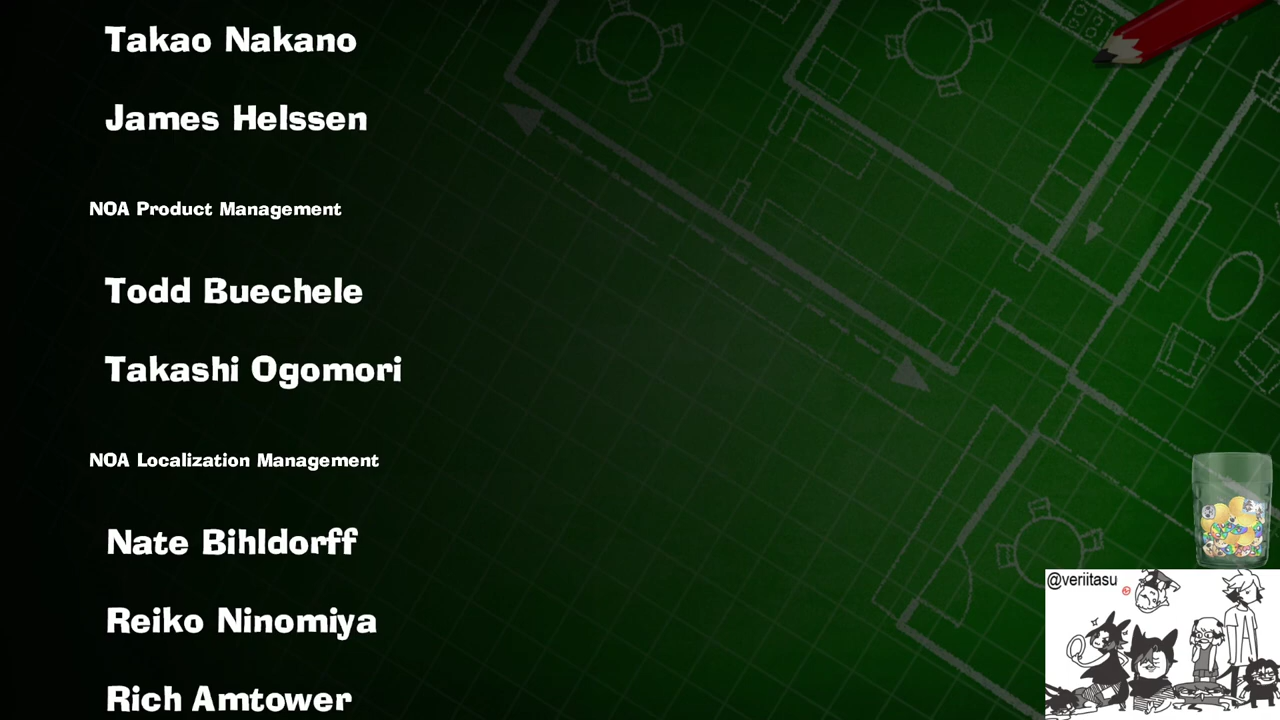 Takao Nakano
James Helssen
NOA Product Management
Todd Buechele
Takashi Ogomori
NOA Localization Management
Nate Bihldorff
@veriitasu
Reiko Ninomiya
Rich Amtower